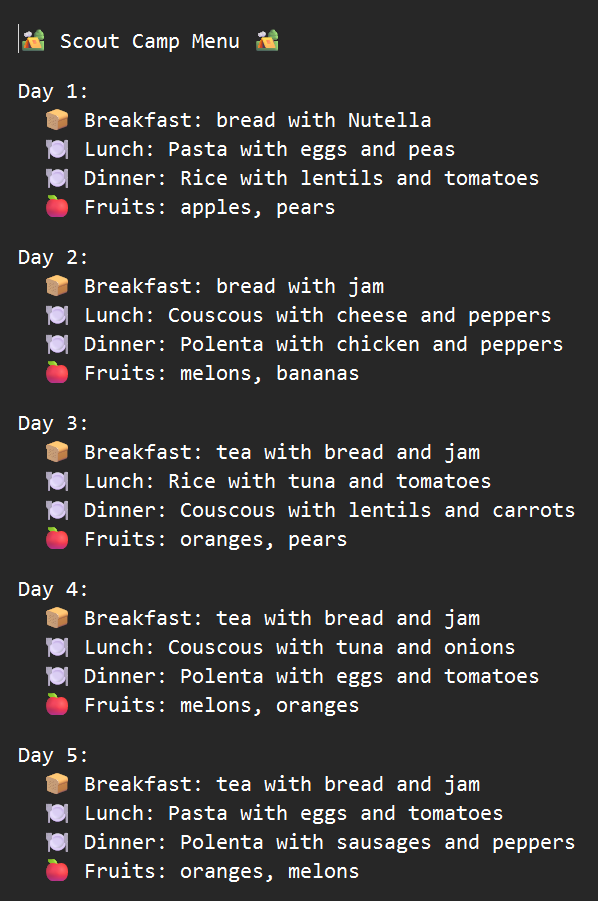 🏕️ Scout Camp Menu 🏕️
Day 1:
🍞 Breakfast: bread with Nutella
🍽️ Lunch: Pasta with eggs and peas
🍽️ Dinner: Rice with lentils and tomatoes
🍎 Fruits: apples, pears
Day 2:
🍞 Breakfast: bread with jam
🍽️ Lunch: Couscous with cheese and peppers
🍽️ Dinner: Polenta with chicken and peppers
🍎 Fruits: melons, bananas
Day 3:
🍞 Breakfast: tea with bread and jam
🍽️ Lunch: Rice with tuna and tomatoes
🍽️ Dinner: Couscous with lentils and carrots
🍎 Fruits: oranges, pears
Day 4:
🍞 Breakfast: tea with bread and jam
🍽️ Lunch: Couscous with tuna and onions
🍽️ Dinner: Polenta with eggs and tomatoes
🍎 Fruits: melons, oranges
Day 5:
🍞 Breakfast: tea with bread and jam
🍽️ Lunch: Pasta with eggs and tomatoes
🍽️ Dinner: Polenta with sausages and peppers
🍎 Fruits: oranges, melons